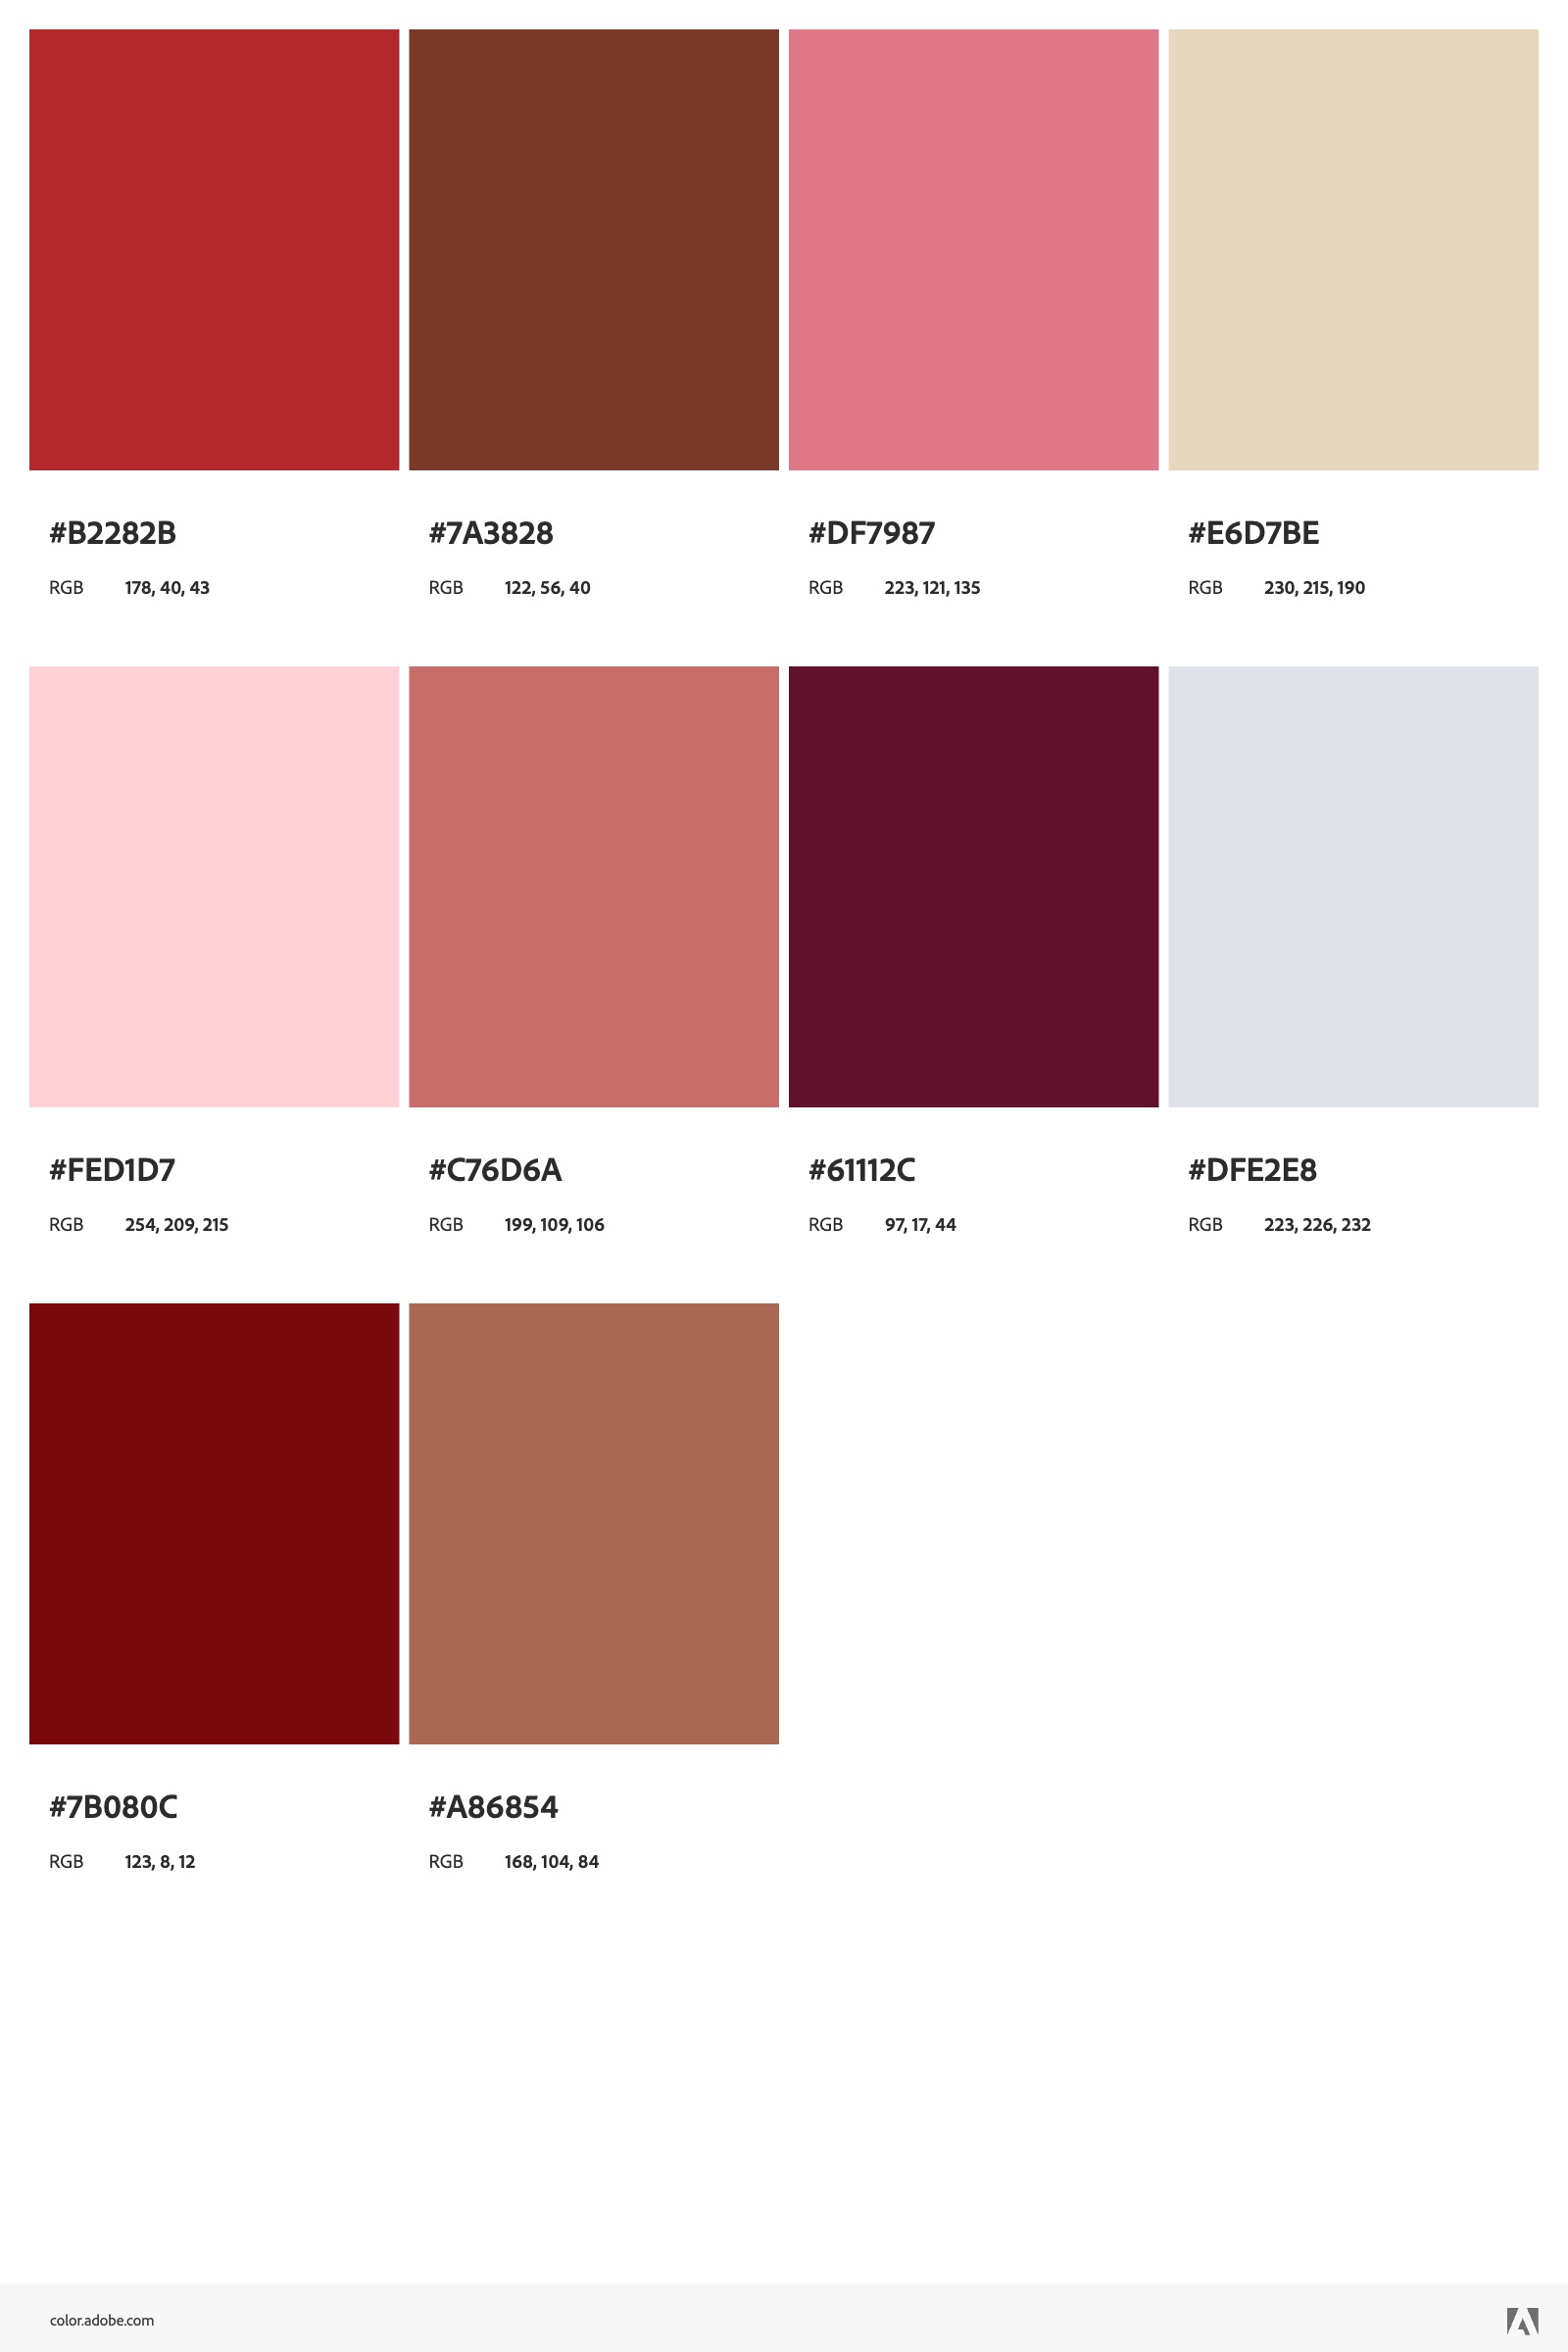 #B2282B #7A3828 #DF7987 #E6D7BE
RGB 178, 40, 43 RGB 122, 56, 40 RGB 223, 121, 135 RGB 230, 215, 190
#FED1D7 #C76D6A #61112C #DFE2E8
RGB 254, 209, 215 RGB 199, 109, 106 RGB 97, 17, 44 RGB 223, 226, 232
#7B080C #A86854
RGB 123, 8, 12 RGB 168, 104, 84
color.adobe.com